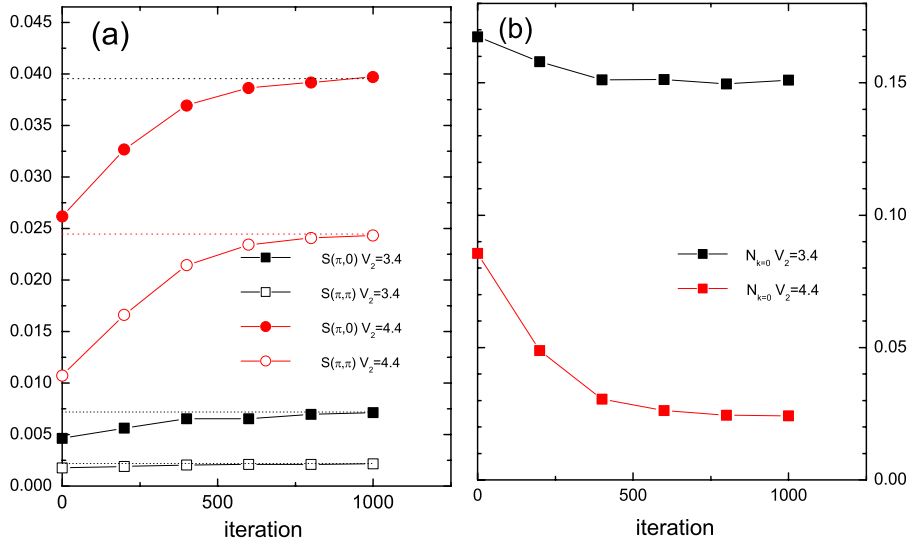 (a)
0.045
0.040
0.035
0.030
0.025
0.020
0.015
0.010
0.005
0.000
S(π,0) V2=3.4
S(π,π) V2=3.4
S(π,0) V2=4.4
S(π,π) V2=4.4
0 500 1000
iteration
(b)
0.15
0.10
0.05
0.00
Nk=0 V2=3.4
Nk=0 V2=4.4
0 500 1000
iteration